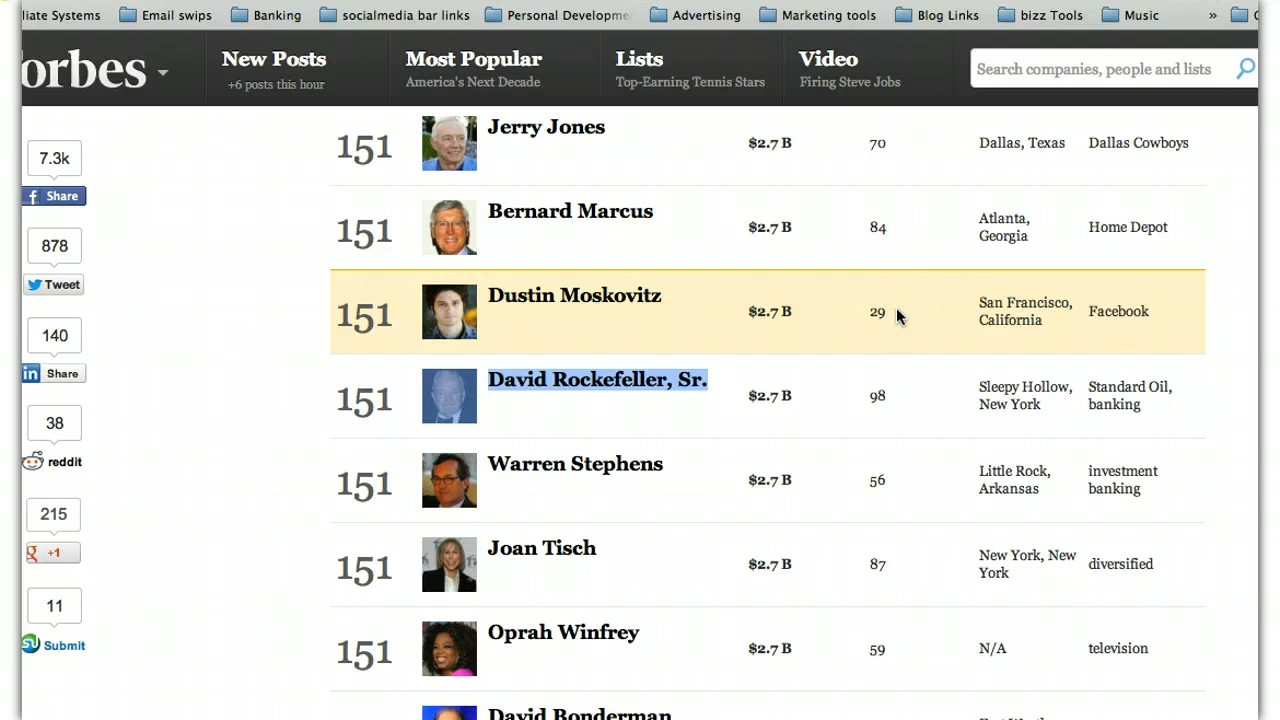 liate Systems Email swips Banking socialmedia bar links Personal Developme Advertising Marketing tools Blog Links bizz Tools Music »
orbes New Posts Most Popular Lists Video Search companies, people and lists
+6 posts this hour America's Next Decade Top-Earning Tennis Stars Firing Steve Jobs
7.3k
Share
878
Tweet
140
Share
38
reddit
215
+1
11
Submit
151 Jerry Jones $2.7 B 70 Dallas, Texas Dallas Cowboys
151 Bernard Marcus $2.7 B 84 Atlanta, Georgia Home Depot
151 Dustin Moskovitz $2.7 B 29 San Francisco, California Facebook
151 David Rockefeller, Sr. $2.7 B 98 Sleepy Hollow, New York Standard Oil, banking
151 Warren Stephens $2.7 B 56 Little Rock, Arkansas investment banking
151 Joan Tisch $2.7 B 87 New York, New York diversified
151 Oprah Winfrey $2.7 B 59 N/A television
David Bonderman